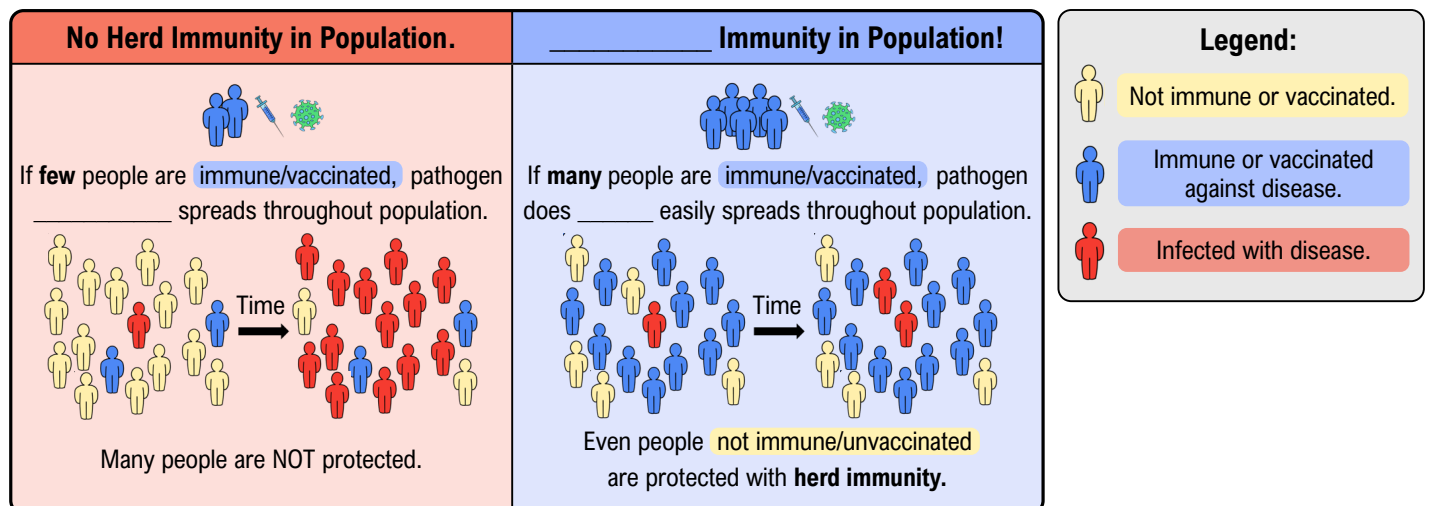 No Herd Immunity in Population.
____________ Immunity in Population!
If few people are immune/vaccinated, pathogen
___________ spreads throughout population.
Time
Many people are NOT protected.
If many people are immune/vaccinated, pathogen
does ______ easily spreads throughout population.
Time
Even people not immune/unvaccinated
are protected with herd immunity.
Legend:
Not immune or vaccinated.
Immune or vaccinated
against disease.
Infected with disease.